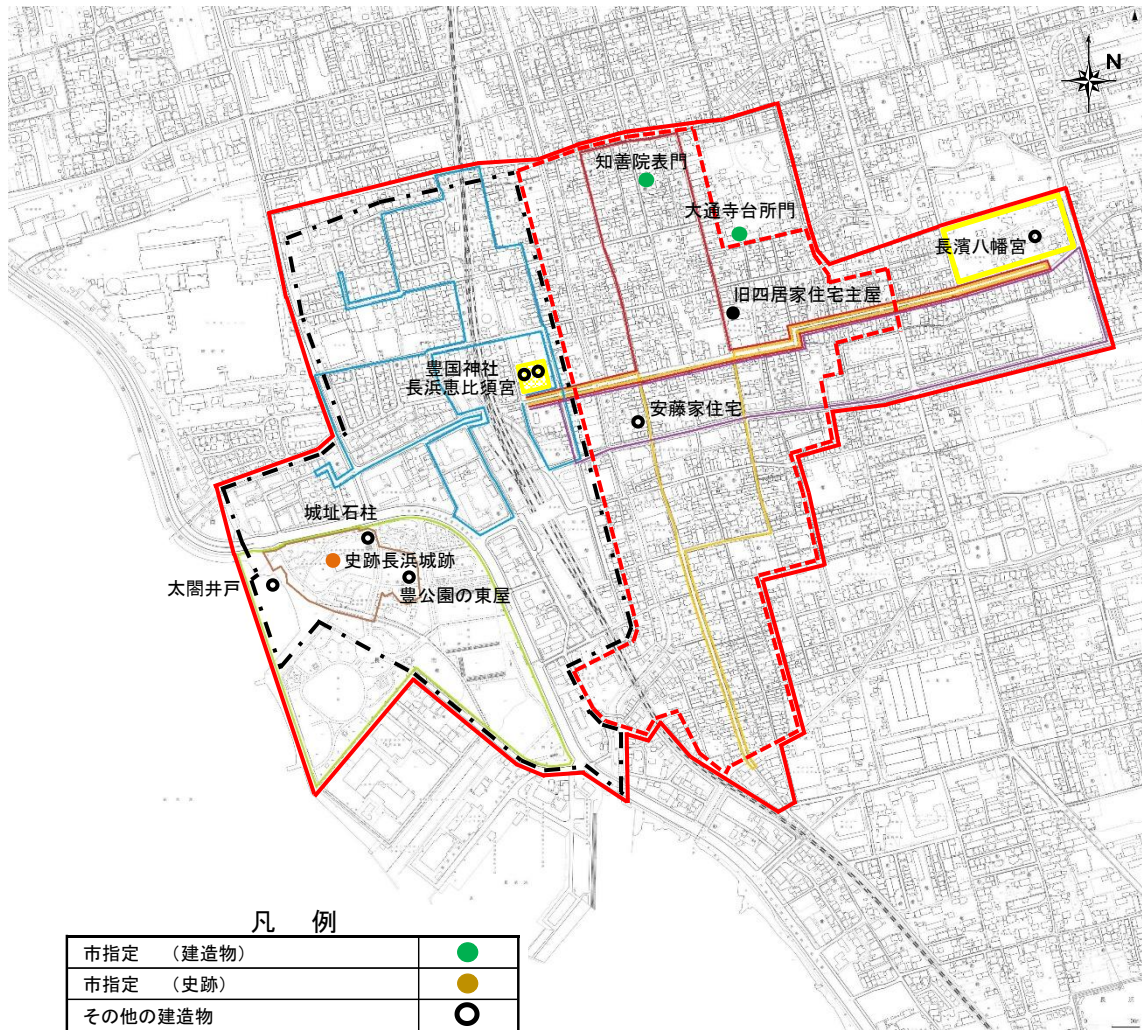 N
知善院表門
大通寺台所門
長濱八幡宮
旧四居家住宅主屋
豊国神社
長浜恵比須宮
安藤家住宅
城址石柱
史跡長浜城跡
太閤井戸
豊公園の東屋
凡 例
市指定 （建造物）
市指定 （史跡）
その他の建造物